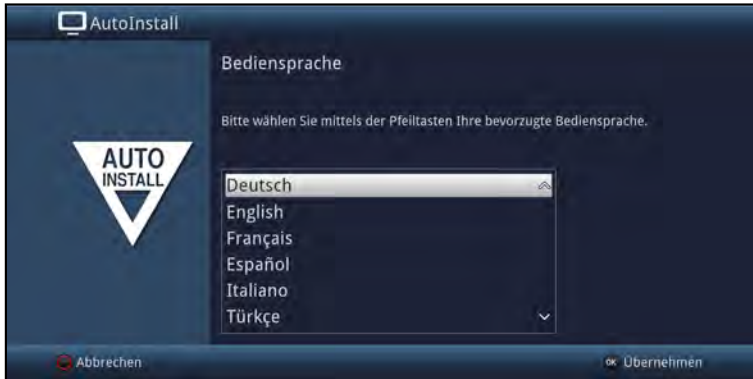 AutoInstall
Bediensprache
Bitte wählen Sie mittels der Pfeiltasten Ihre bevorzugte Bediensprache.
AUTO
INSTALL
Deutsch
English
Français
Español
Italiano
Türkçe
Abbrechen
OK Übernehmen